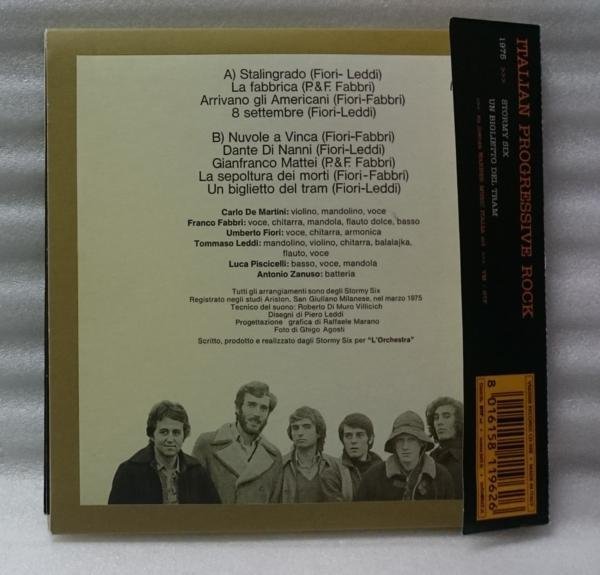 A) Stalingrado (Fiori- Leddi)
La fabbrica (P.& F. Fabbri)
Arrivano gli Americani (Fiori-Fabbri)
8 settembre (Fiori-Leddi)
B) Nuvole a Vinca (Fiori-Fabbri)
Dante Di Nanni (Fiori-Leddi)
Gianfranco Mattei (P.& F. Fabbri)
La sepoltura dei morti (Fiori-Fabbri)
Un biglietto del tram (Fiori-Leddi)
Carlo De Martini: violino, mandolino, voce
Franco Fabbri: voce, chitarra, mandola, flauto dolce, basso
Umberto Fiori: voce, chitarra, armonica
Tommaso Leddi: mandolino, violino, chitarra, balalajka,
flauto, voce
Luca Piscicelli: basso, voce, mandola
Antonio Zanuso: batteria
Tutti gli arrangiamenti sono degli Stormy Six
Registrato negli studi Ariston, San Giuliano Milanese, nel marzo 1975
Tecnico del suono: Roberto Di Muro Villicich
Disegni di Piero Leddi
Progettazione grafica di Raffaele Marano
Foto di Ghigo Agosti
Scritto, prodotto e realizzato dagli Stormy Six per "L'Orchestra"
ITALIAN PROGRESSIVE ROCK
1975 >>>
STORMY SIX
UN BIGLIETTO DEL TRAM
8 016158 119626